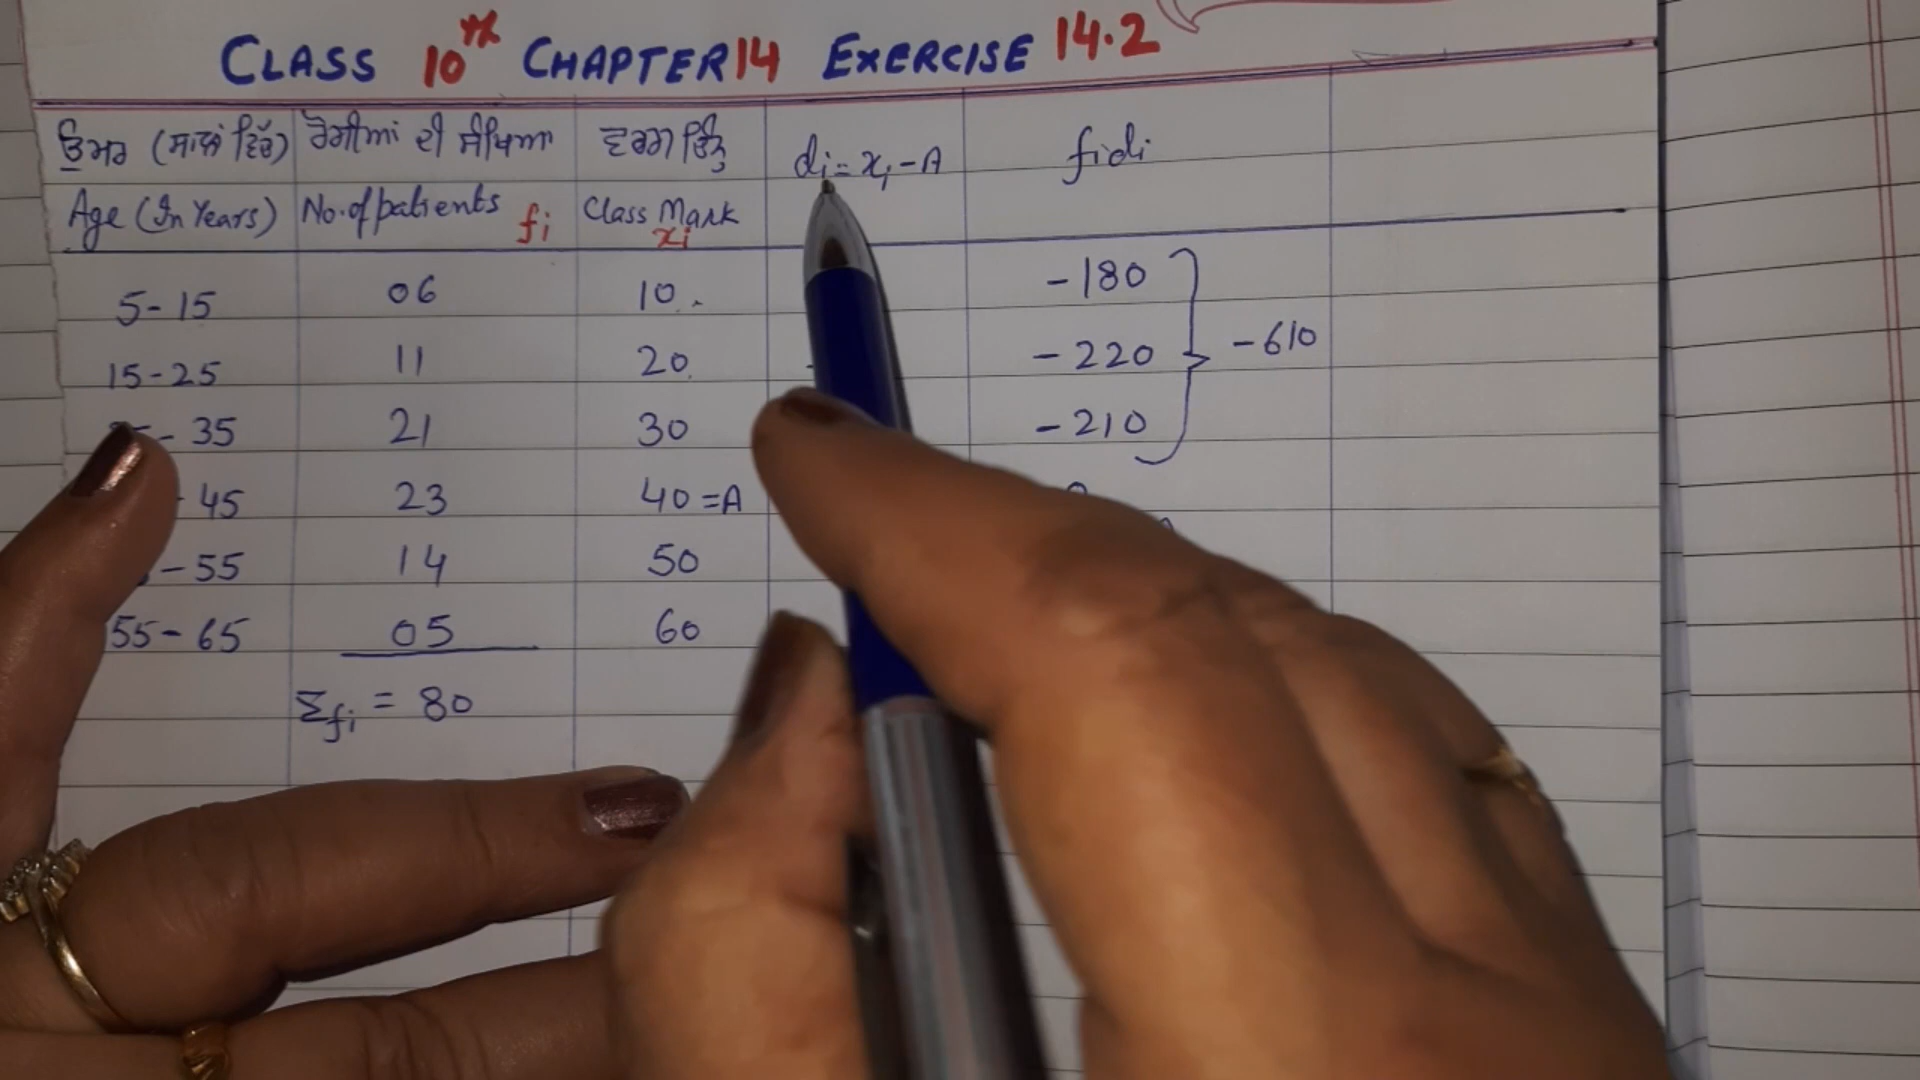 CLASS 10th CHAPTER 14 EXERCISE 14.2
ਉਮਰ (ਸਾਲਾਂ ਵਿੱਚ) ਰੋਗੀਆਂ ਦੀ ਸੰਖਿਆ ਵਰਗ ਚਿੰਨ੍ਹ di = xi - A fidi
Age (In Years) No. of patients fi Class Mark xi
5-15 06 10 -180
15-25 11 20 -220 -610
- 35 21 30 -210
45 23 40 = A
- 55 14 50
55-65 05 60
Σfi = 80